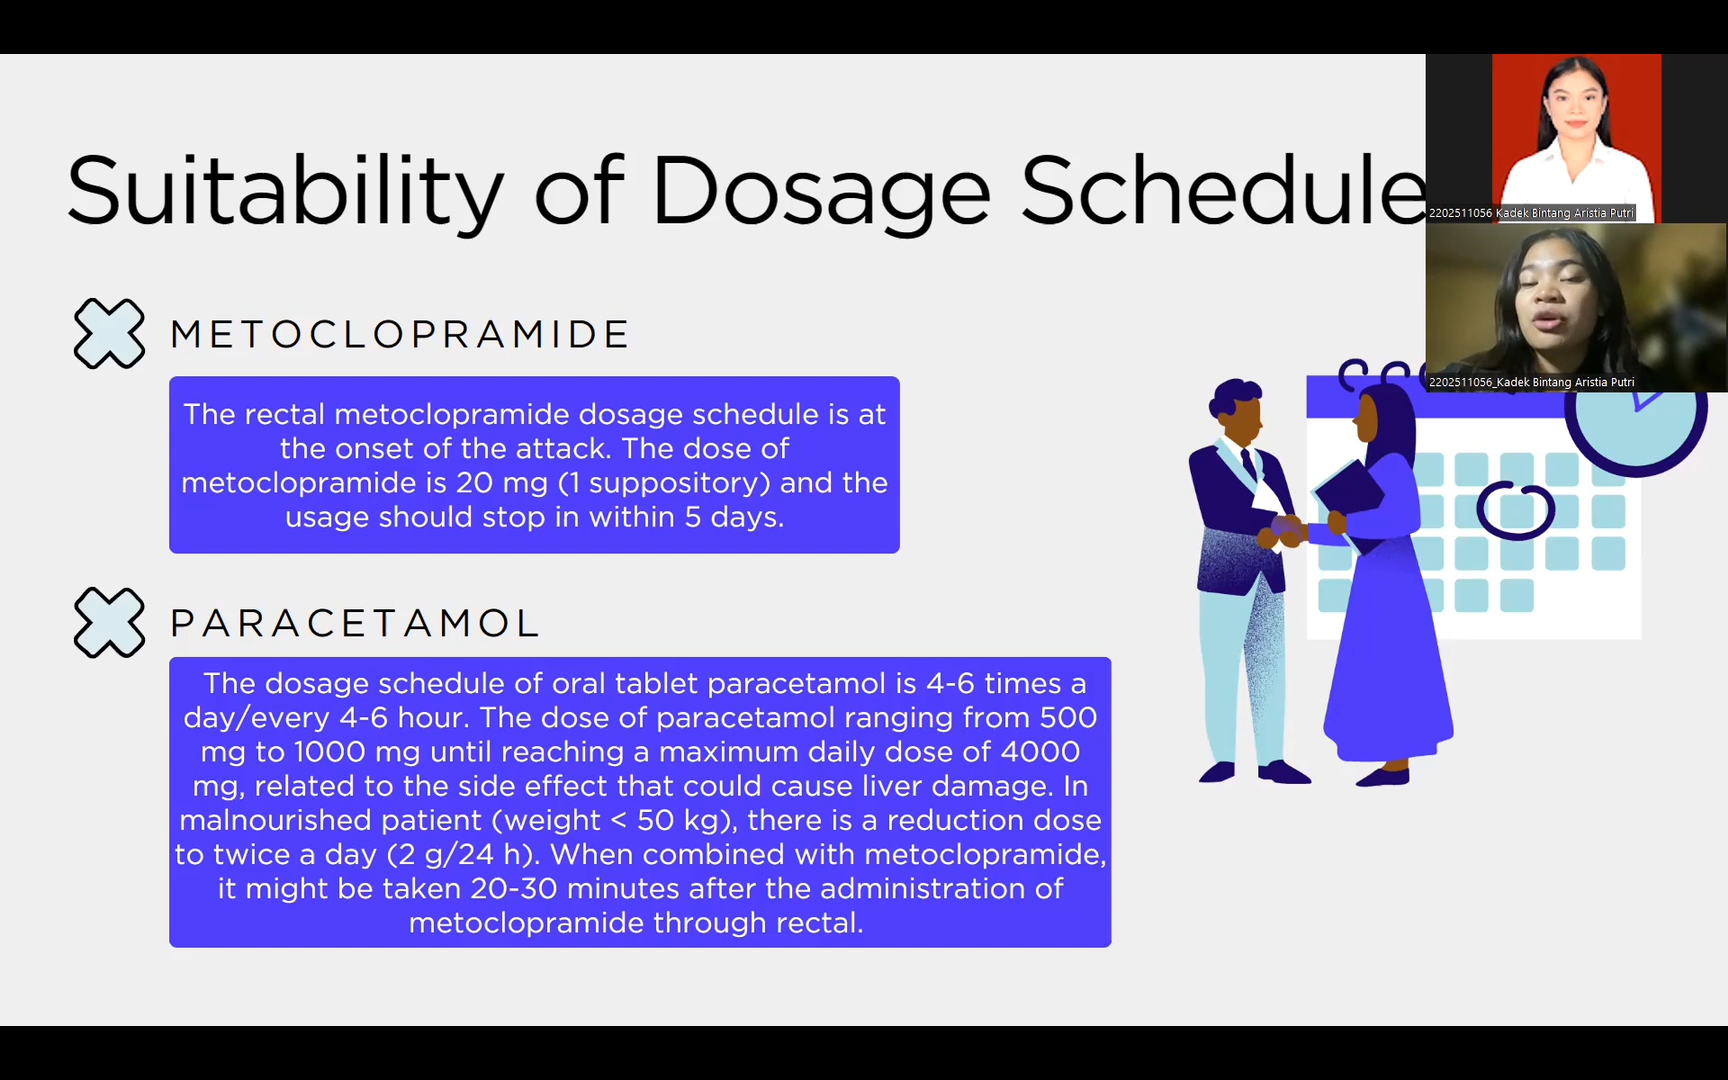 Suitability of Dosage Schedule
METOCLOPRAMIDE
The rectal metoclopramide dosage schedule is at
the onset of the attack. The dose of
metoclopramide is 20 mg (1 suppository) and the
usage should stop in within 5 days.
PARACETAMOL
The dosage schedule of oral tablet paracetamol is 4-6 times a
day/every 4-6 hour. The dose of paracetamol ranging from 500
mg to 1000 mg until reaching a maximum daily dose of 4000
mg, related to the side effect that could cause liver damage. In
malnourished patient (weight < 50 kg), there is a reduction dose
to twice a day (2 g/24 h). When combined with metoclopramide,
it might be taken 20-30 minutes after the administration of
metoclopramide through rectal.
2202511056 Kadek Bintang Aristia Putri
2202511056_Kadek Bintang Aristia Putri